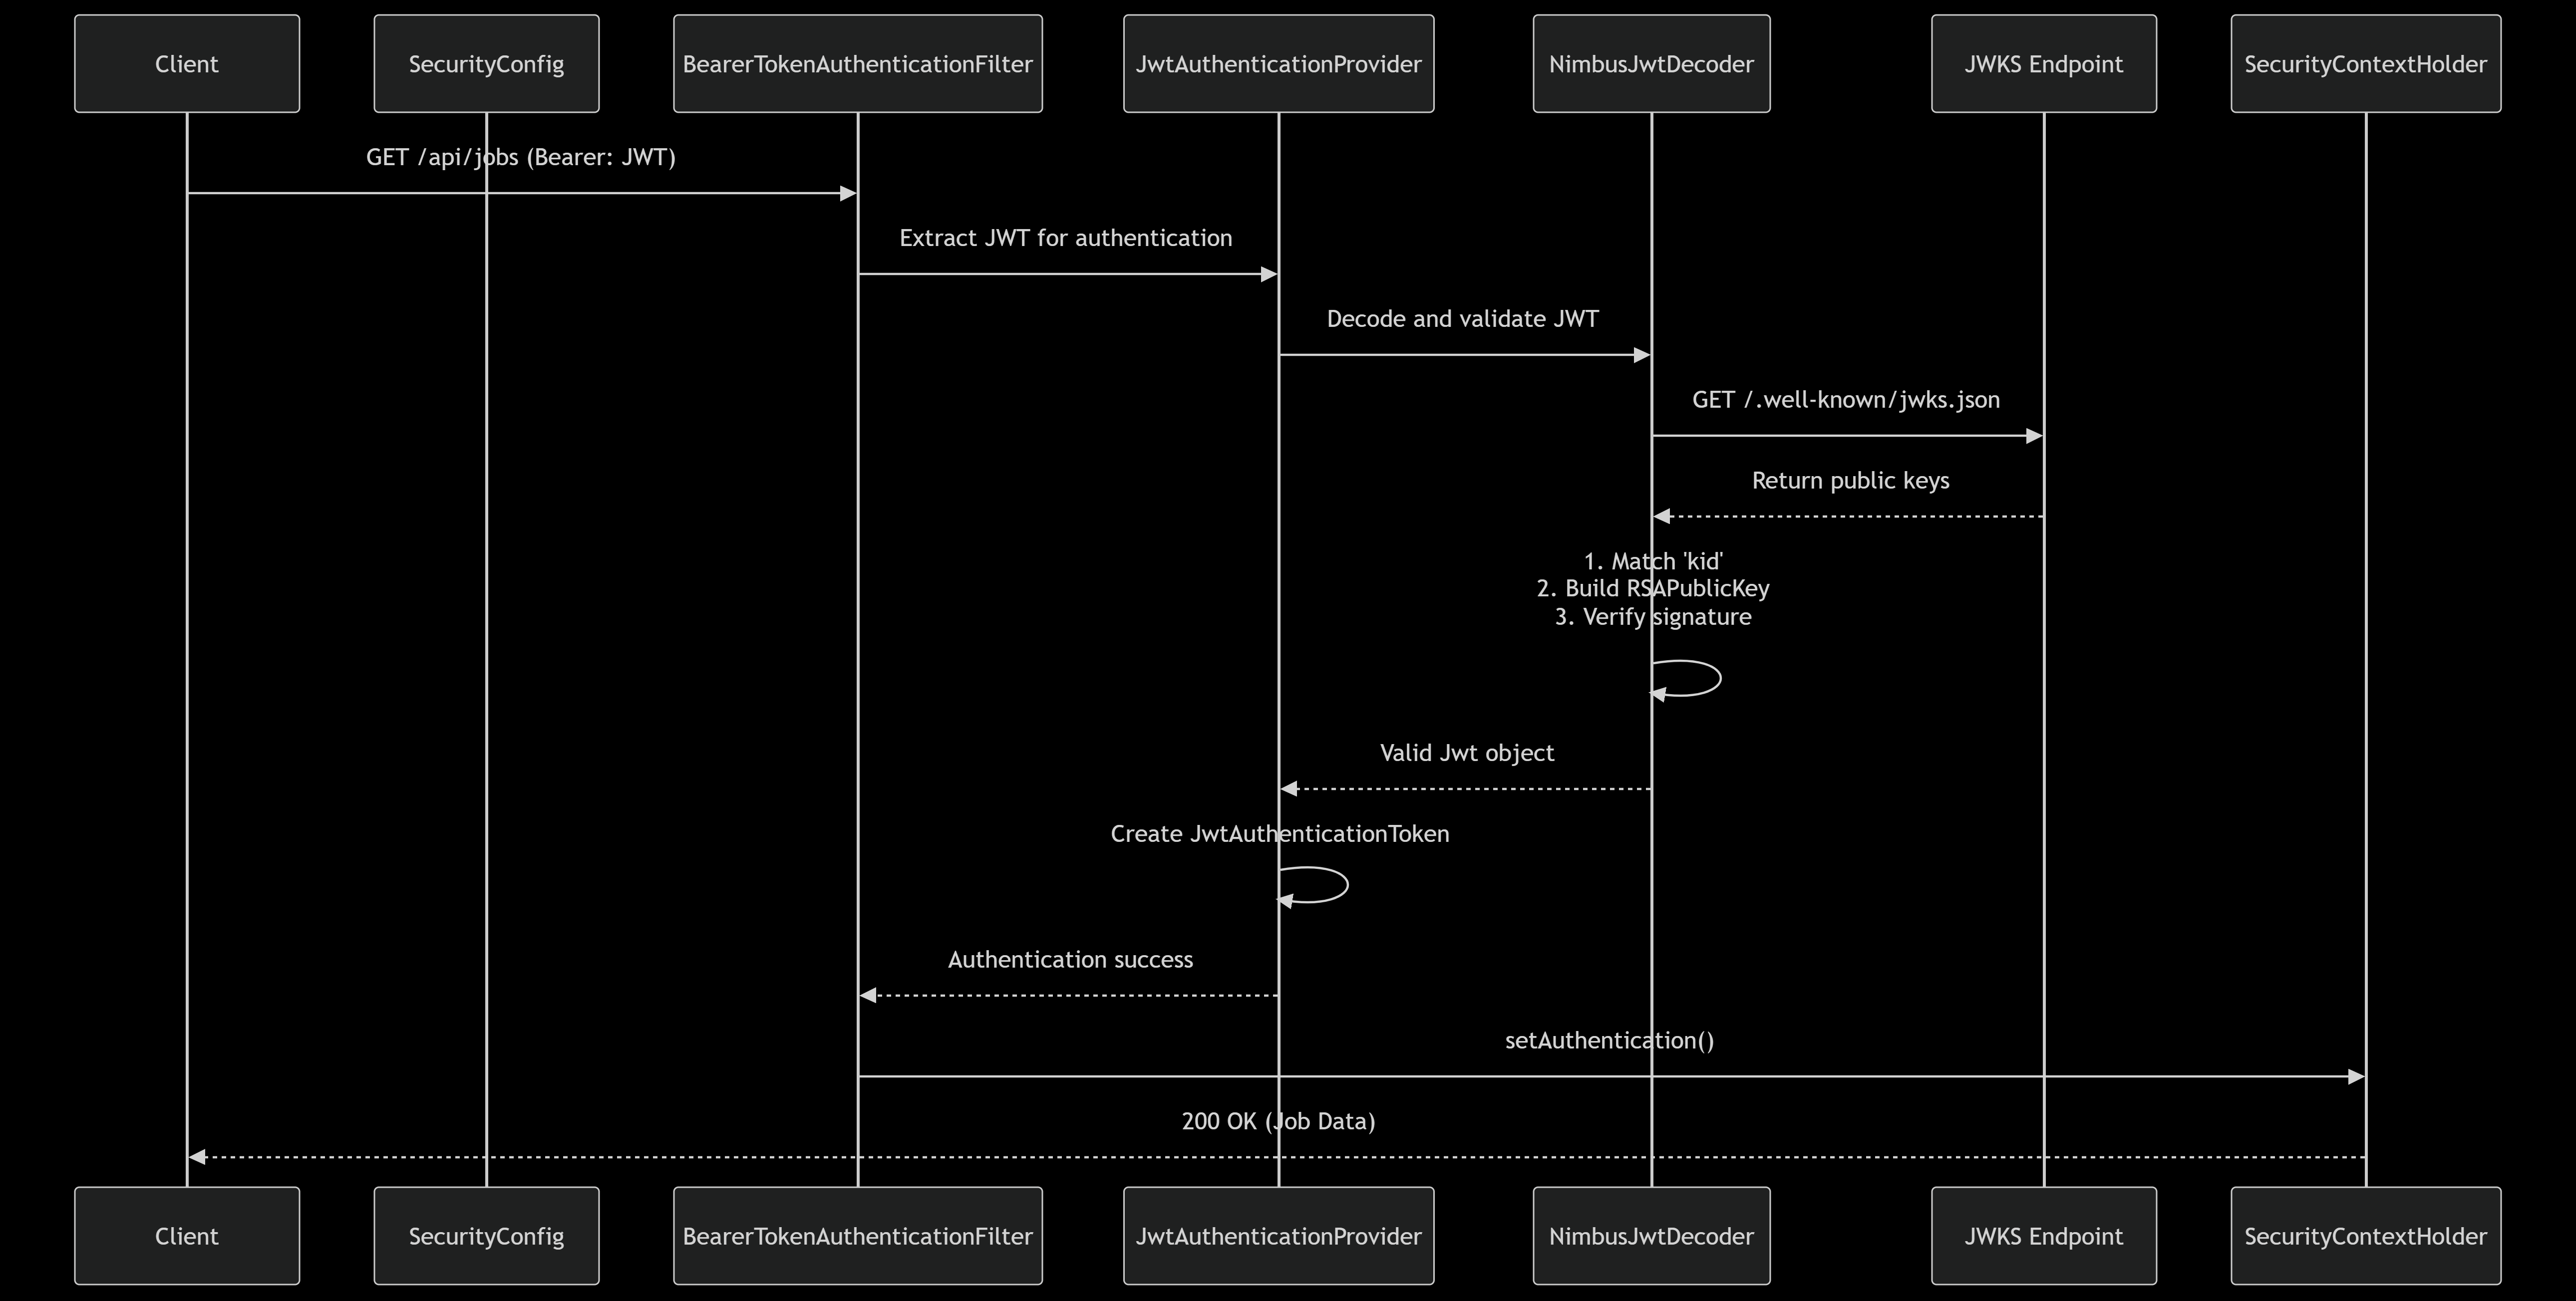 Client
SecurityConfig
BearerTokenAuthenticationFilter
JwtAuthenticationProvider
NimbusJwtDecoder
JWKS Endpoint
SecurityContextHolder
GET /api/jobs (Bearer: JWT)
Extract JWT for authentication
Decode and validate JWT
GET /.well-known/jwks.json
Return public keys
1. Match 'kid'
2. Build RSAPublicKey
3. Verify signature
Valid Jwt object
Create JwtAuthenticationToken
Authentication success
setAuthentication()
200 OK (Job Data)
Client
SecurityConfig
BearerTokenAuthenticationFilter
JwtAuthenticationProvider
NimbusJwtDecoder
JWKS Endpoint
SecurityContextHolder